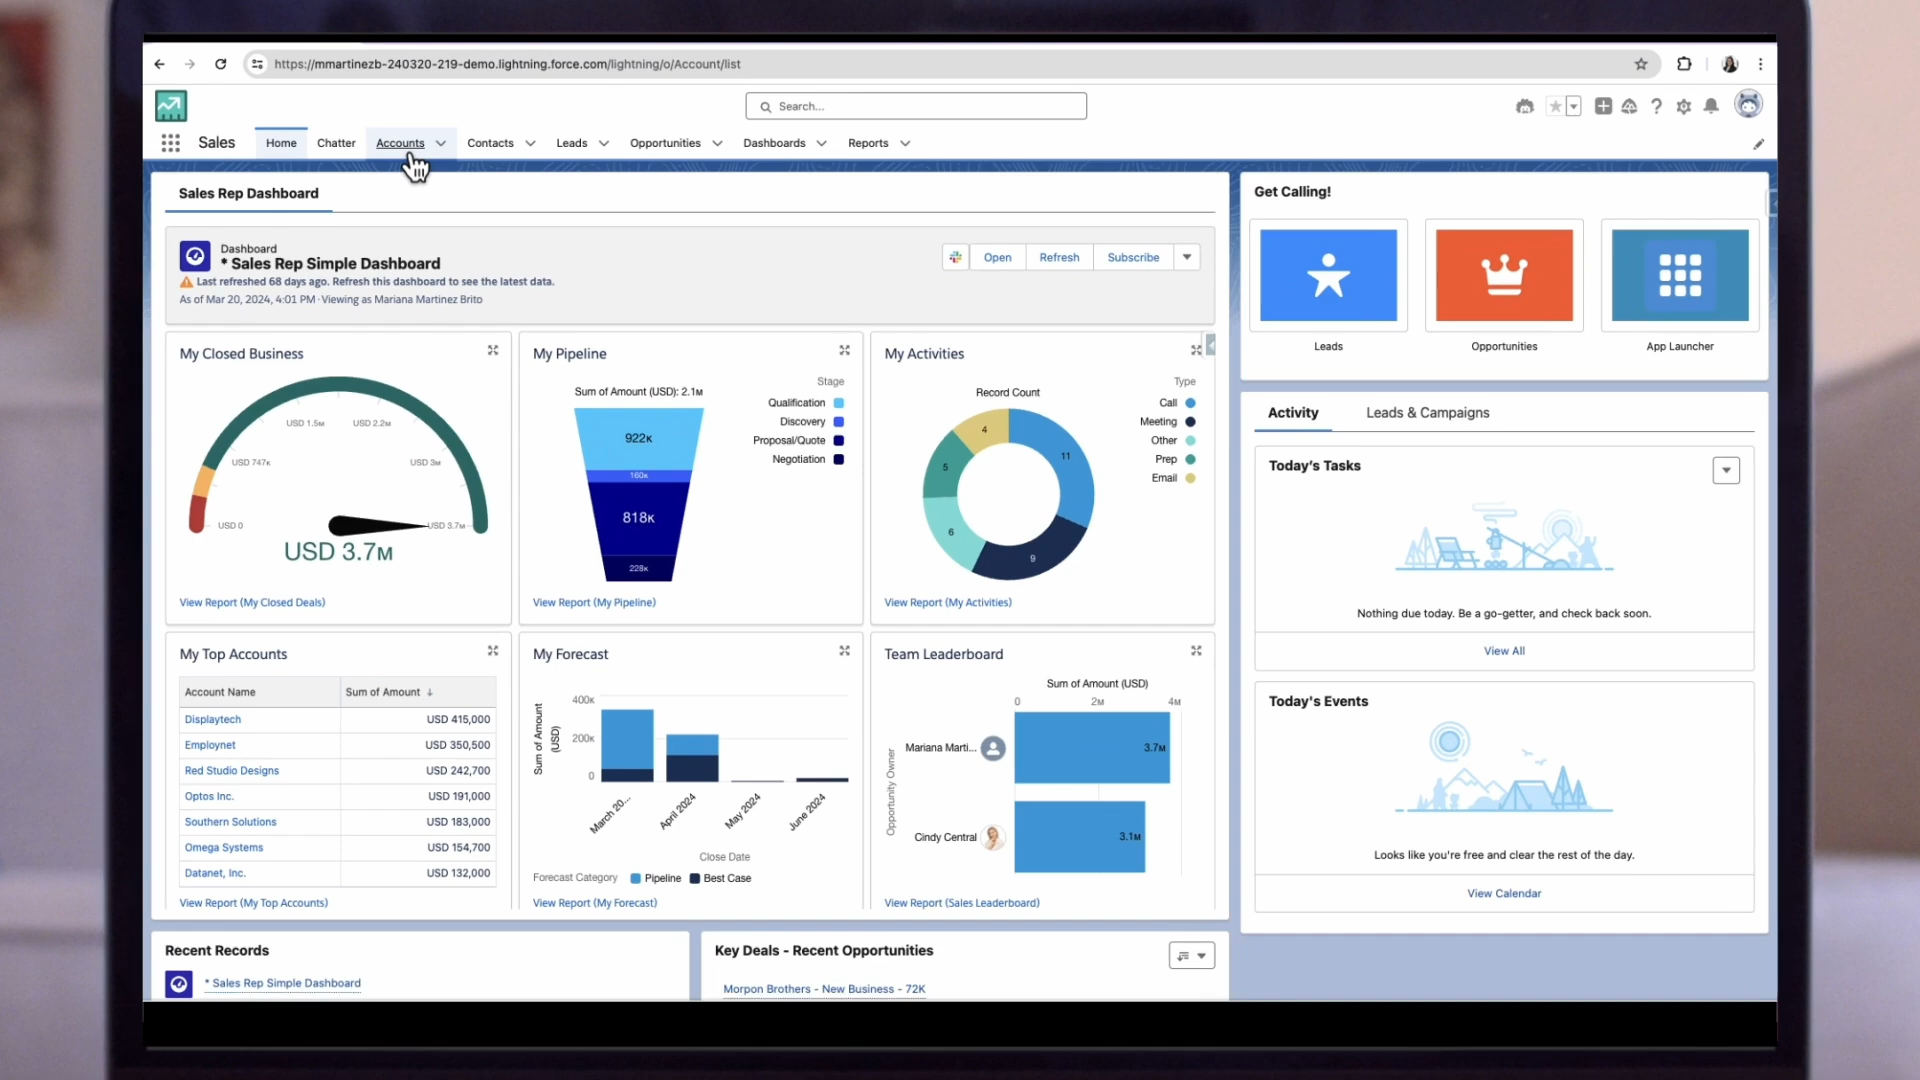 https://mmartinezb-240320-219-demo.lightning.force.com/lightning/o/Account/list
Search...
Sales
Home
Chatter
Accounts
Contacts
Leads
Opportunities
Dashboards
Reports
Sales Rep Dashboard
Dashboard
* Sales Rep Simple Dashboard
Last refreshed 68 days ago. Refresh this dashboard to see the latest data.
As of Mar 20, 2024, 4:01 PM·Viewing as Mariana Martinez Brito
Open
Refresh
Subscribe
My Closed Business
USD 0
USD 747K
USD 1.5M
USD 2.2M
USD 3M
USD 3.7M
USD 3.7M
View Report (My Closed Deals)
My Pipeline
Sum of Amount (USD): 2.1M
922K
160K
818K
228K
Stage
Qualification
Discovery
Proposal/Quote
Negotiation
View Report (My Pipeline)
My Activities
Record Count
4
11
5
6
9
Type
Call
Meeting
Other
Prep
Email
View Report (My Activities)
My Top Accounts
Account Name Sum of Amount ↓
Displaytech USD 415,000
Employnet USD 350,500
Red Studio Designs USD 242,700
Optos Inc. USD 191,000
Southern Solutions USD 183,000
Omega Systems USD 154,700
Datanet, Inc. USD 132,000
View Report (My Top Accounts)
My Forecast
Sum of Amount
(USD)
400K
200K
0
March 20...
April 2024
May 2024
June 2024
Close Date
Forecast Category Pipeline Best Case
View Report (My Forecast)
Team Leaderboard
Sum of Amount (USD)
0 2M 4M
Opportunity Owner
Mariana Marti...
3.7M
Cindy Central
3.1M
View Report (Sales Leaderboard)
Get Calling!
Leads
Opportunities
App Launcher
Activity
Leads & Campaigns
Today's Tasks
Nothing due today. Be a go-getter, and check back soon.
View All
Today's Events
Looks like you're free and clear the rest of the day.
View Calendar
Recent Records
* Sales Rep Simple Dashboard
Key Deals - Recent Opportunities
Morpon Brothers - New Business - 72K